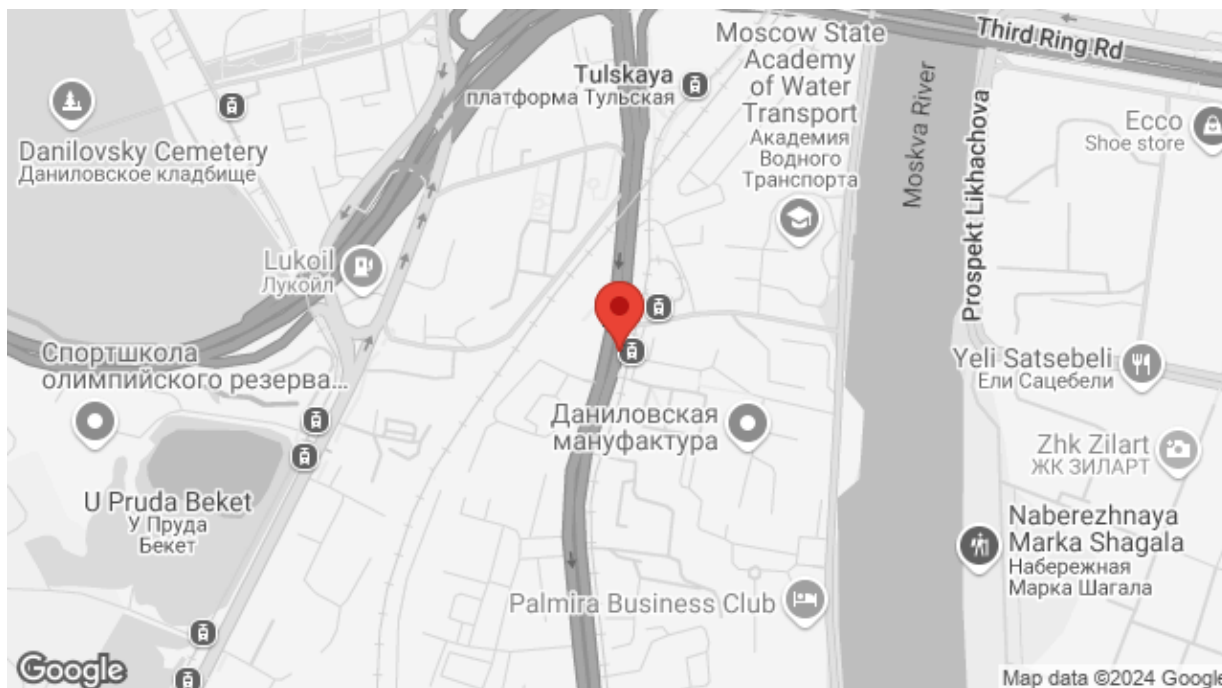 Third Ring Rd
Moscow State
Academy
of Water
Transport
Академия
Водного
Транспорта
Tulskaya
платформа Тульская
Moskva River
Prospekt Likhachova
Ecco
Shoe store
Danilovsky Cemetery
Даниловское кладбище
Lukoil
Лукойл
Спортшкола
олимпийского резерва...
Yeli Satsebeli
Ели Сацебели
Даниловская
мануфактура
Zhk Zilart
ЖК ЗИЛАРТ
U Pruda Beket
У Пруда
Бекет
Naberezhnaya
Marka Shagala
Набережная
Марка Шагала
Palmira Business Club
Google
Map data ©2024 Google